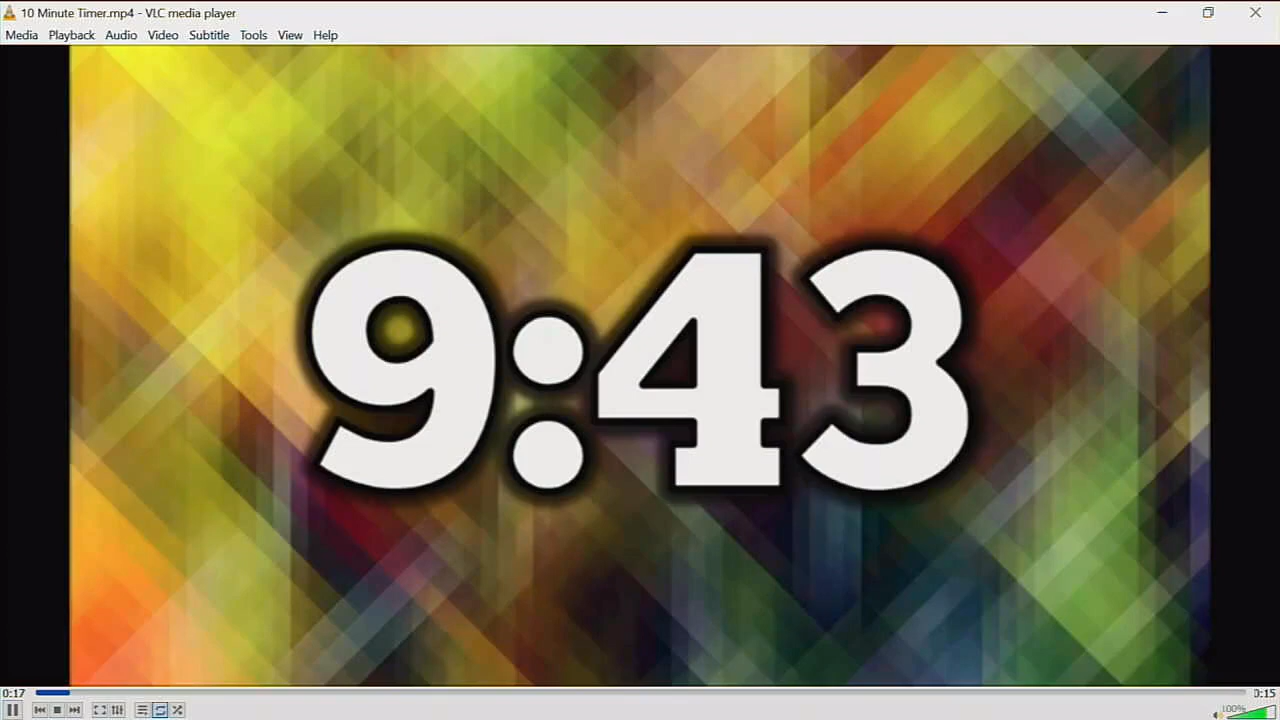 10 Minute Timer.mp4 - VLC media player
Media Playback Audio Video Subtitle Tools View Help
9:43
0:17
0:15
100%